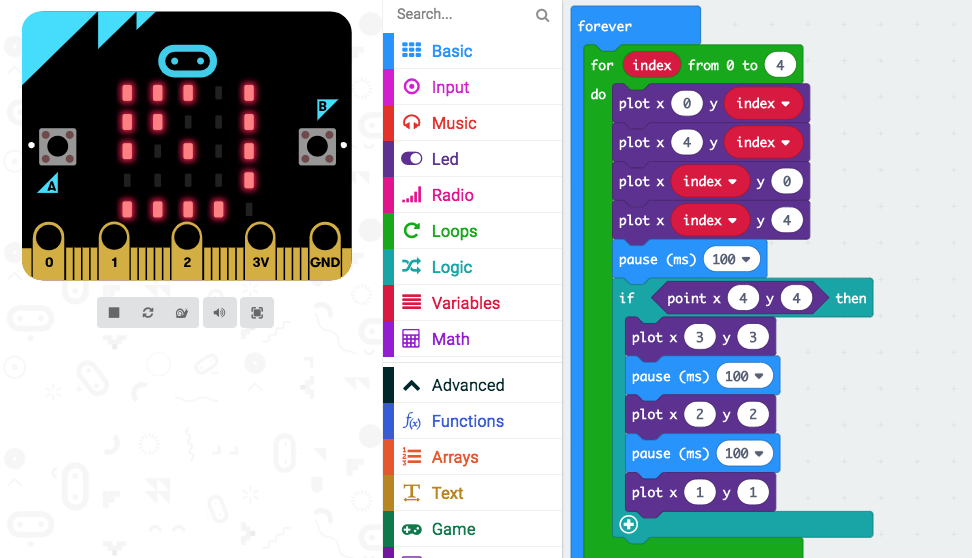 B
A
0 1 2 3V GND
Search...
Basic
Input
Music
Led
Radio
Loops
Logic
Variables
Math
Advanced
Functions
Arrays
Text
Game
forever
for index from 0 to 4
do
plot x 0 y index
plot x 4 y index
plot x index y 0
plot x index y 4
pause (ms) 100
if point x 4 y 4 then
plot x 3 y 3
pause (ms) 100
plot x 2 y 2
pause (ms) 100
plot x 1 y 1